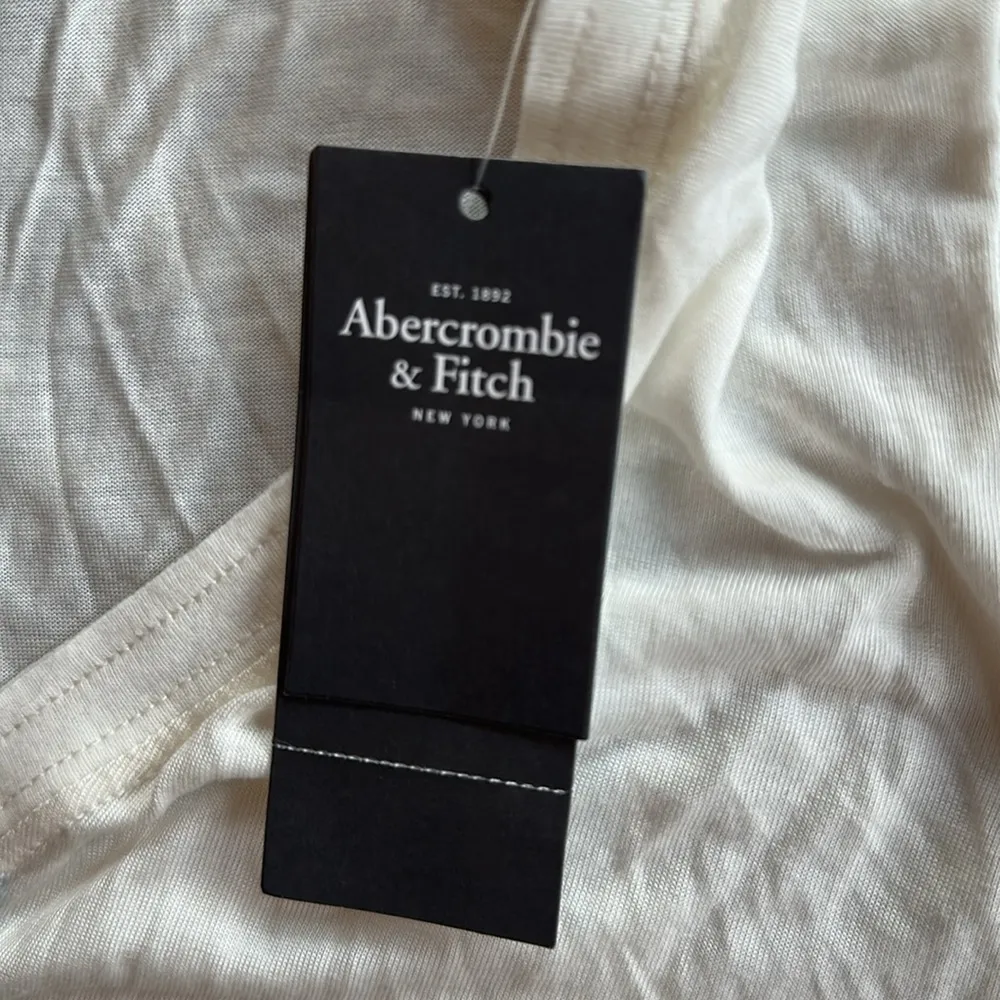 EST. 1892
Abercrombie
& Fitch
NEW YORK